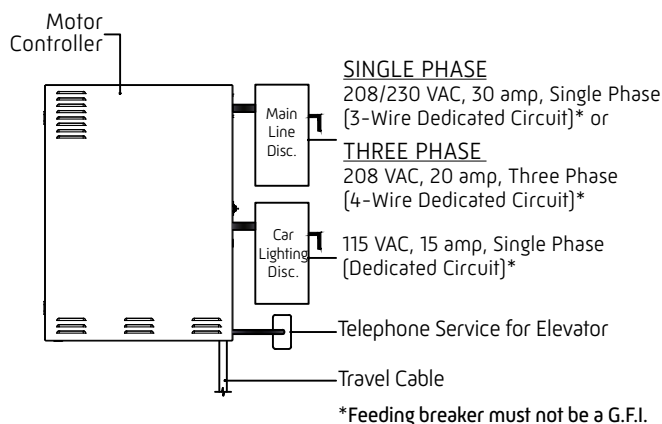 Motor
Controller
Main
Line
Disc.
SINGLE PHASE
208/230 VAC, 30 amp, Single Phase
(3-Wire Dedicated Circuit)* or
THREE PHASE
208 VAC, 20 amp, Three Phase
(4-Wire Dedicated Circuit)*
Car
Lighting
Disc.
115 VAC, 15 amp, Single Phase
(Dedicated Circuit)*
Telephone Service for Elevator
Travel Cable
*Feeding breaker must not be a G.F.I.